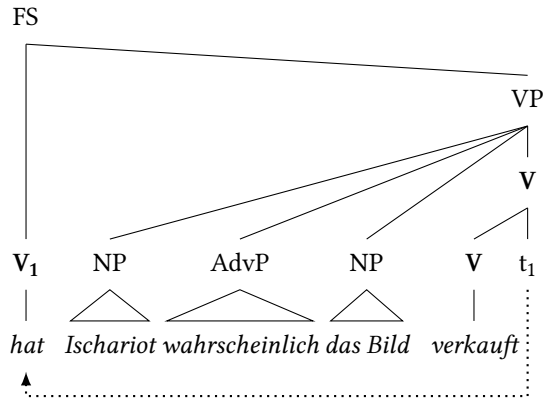 FS
VP
V
V₁ NP AdvP NP V t₁
hat Ischariot wahrscheinlich das Bild verkauft